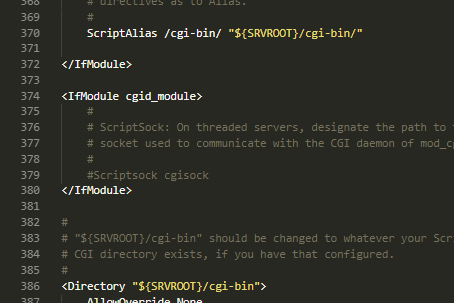 368 # directives as to Alias.
369 #
370 ScriptAlias /cgi-bin/ "${SRVROOT}/cgi-bin/"
371
372 </IfModule>
373
374 <IfModule cgid_module>
375 #
376 # ScriptSock: On threaded servers, designate the path to
377 # socket used to communicate with the CGI daemon of mod_cg
378 #
379 #Scriptsock cgisock
380 </IfModule>
381
382 #
383 # "${SRVROOT}/cgi-bin" should be changed to whatever your Scr
384 # CGI directory exists, if you have that configured.
385 #
386 <Directory "${SRVROOT}/cgi-bin">
387 AllowOverride None